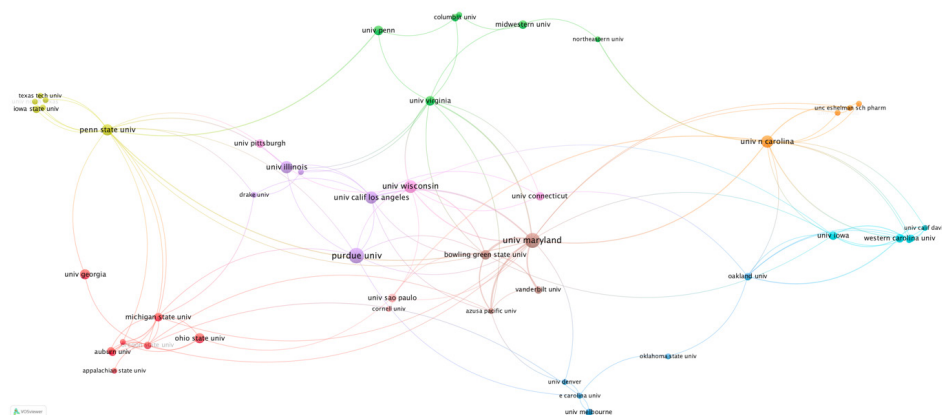 columbia univ
midwestern univ
univ penn
northeastern univ
texas tech univ
iowa state univ
univ virginia
unc eshelman sch pharm
penn state univ
univ pittsburgh
univ n carolina
univ illinois
univ wisconsin
drake univ
univ calif los angeles
univ connecticut
univ calif dav
univ iowa
western carolina univ
univ maryland
purdue univ
bowling green state univ
univ georgia
oakland univ
vanderbilt univ
univ sao paulo
cornell univ
azusa pacific univ
michigan state univ
ohio state univ
auburn univ
oklahoma state univ
appalachian state univ
univ denver
e carolina univ
univ melbourne
VOSviewer